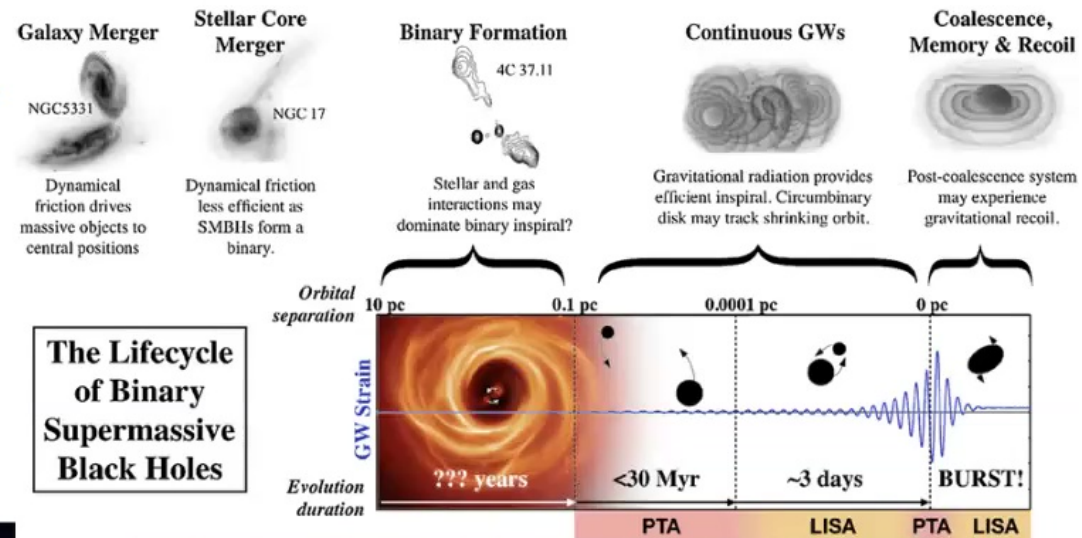 Galaxy Merger
NGC5331
Dynamical
friction drives
massive objects to
central positions
Stellar Core
Merger
NGC 17
Dynamical friction
less efficient as
SMBHs form a
binary.
Binary Formation
4C 37.11
Stellar and gas
interactions may
dominate binary inspiral?
Continuous GWs
Gravitational radiation provides
efficient inspiral. Circumbinary
disk may track shrinking orbit.
Coalescence,
Memory & Recoil
Post-coalescence system
may experience
gravitational recoil.
The Lifecycle
of Binary
Supermassive
Black Holes
Orbital
separation
10 pc
0.1 pc
0.0001 pc
0 pc
GW Strain
Evolution
duration
??? years
<30 Myr
~3 days
BURST!
PTA
LISA
PTA
LISA